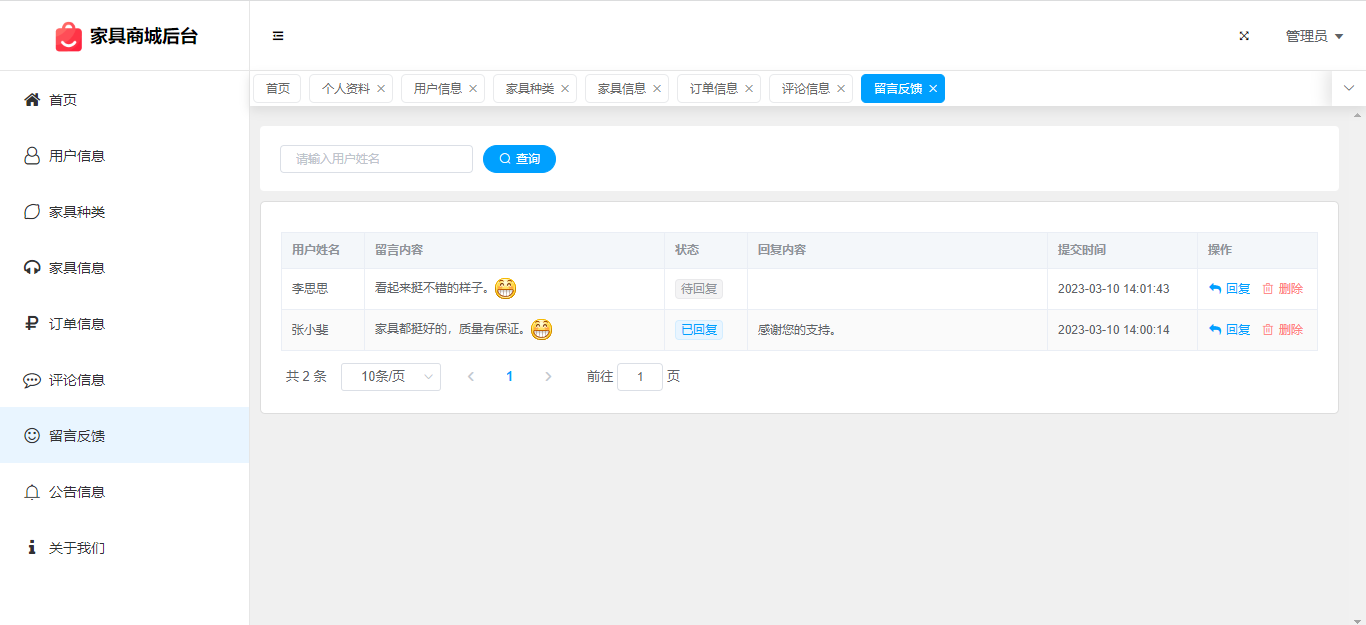 家具商城后台
管理员
首页
用户信息
家具种类
家具信息
订单信息
评论信息
留言反馈
公告信息
关于我们
首页 个人资料 用户信息 家具种类 家具信息 订单信息 评论信息 留言反馈
请输入用户姓名 查询
用户姓名 留言内容 状态 回复内容 提交时间 操作
李思思 看起来挺不错的样子。 待回复 2023-03-10 14:01:43 回复 删除
张小斐 家具都挺好的，质量有保证。 已回复 感谢您的支持。 2023-03-10 14:00:14 回复 删除
共 2 条 10条/页 1 前往 1 页